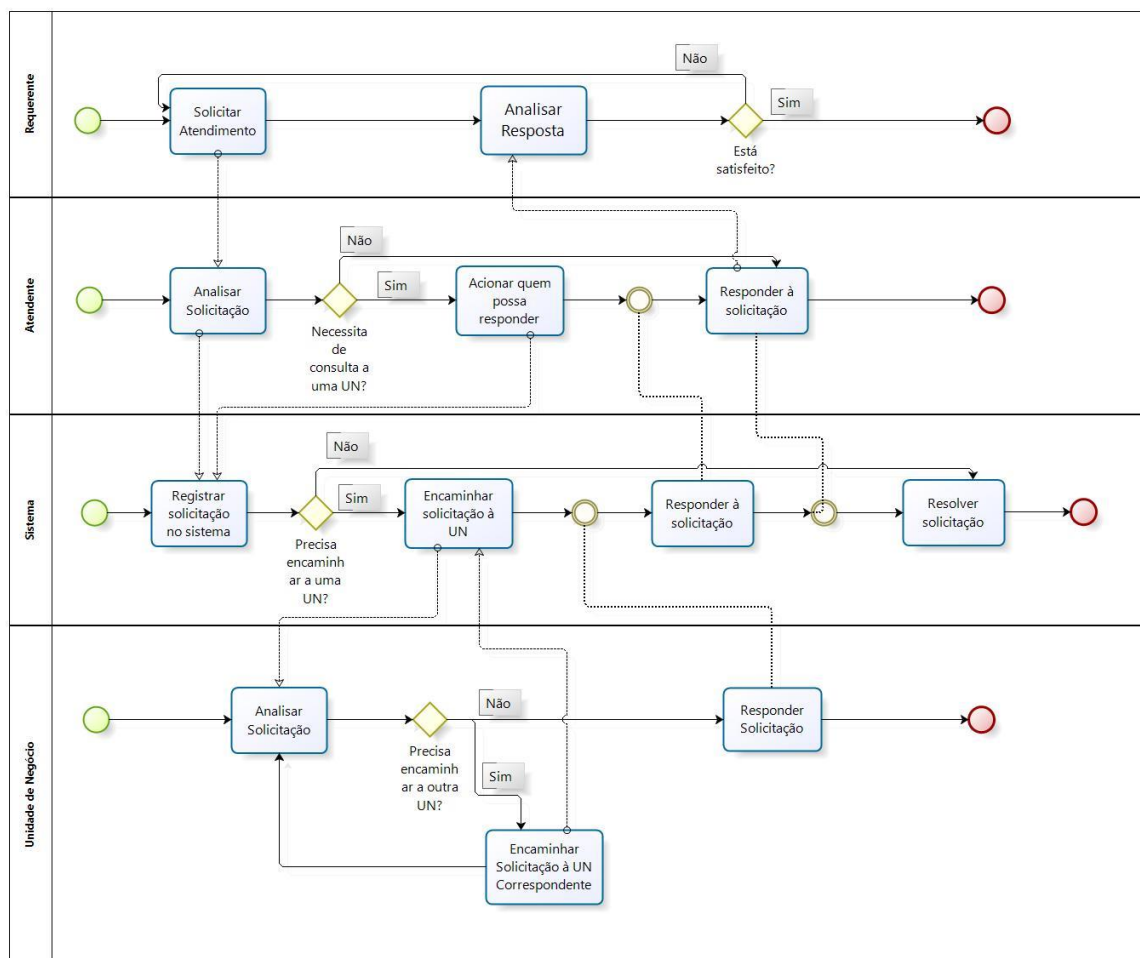 Requerente
Não
Solicitar
Atendimento
Analisar
Resposta
Sim
Está
satisfeito?
Atendente
Não
Analisar
Solicitação
Sim
Acionar quem
possa
responder
Responder à
solicitação
Necessita
de
consulta a
uma UN?
Sistema
Não
Registrar
solicitação
no sistema
Sim
Encaminhar
solicitação à
UN
Responder à
solicitação
Resolver
solicitação
Precisa
encaminh
ar a uma
UN?
Unidade de Negócio
Analisar
Solicitação
Não
Responder
Solicitação
Precisa
encaminh
ar a outra
UN?
Sim
Encaminhar
Solicitação à UN
Correspondente